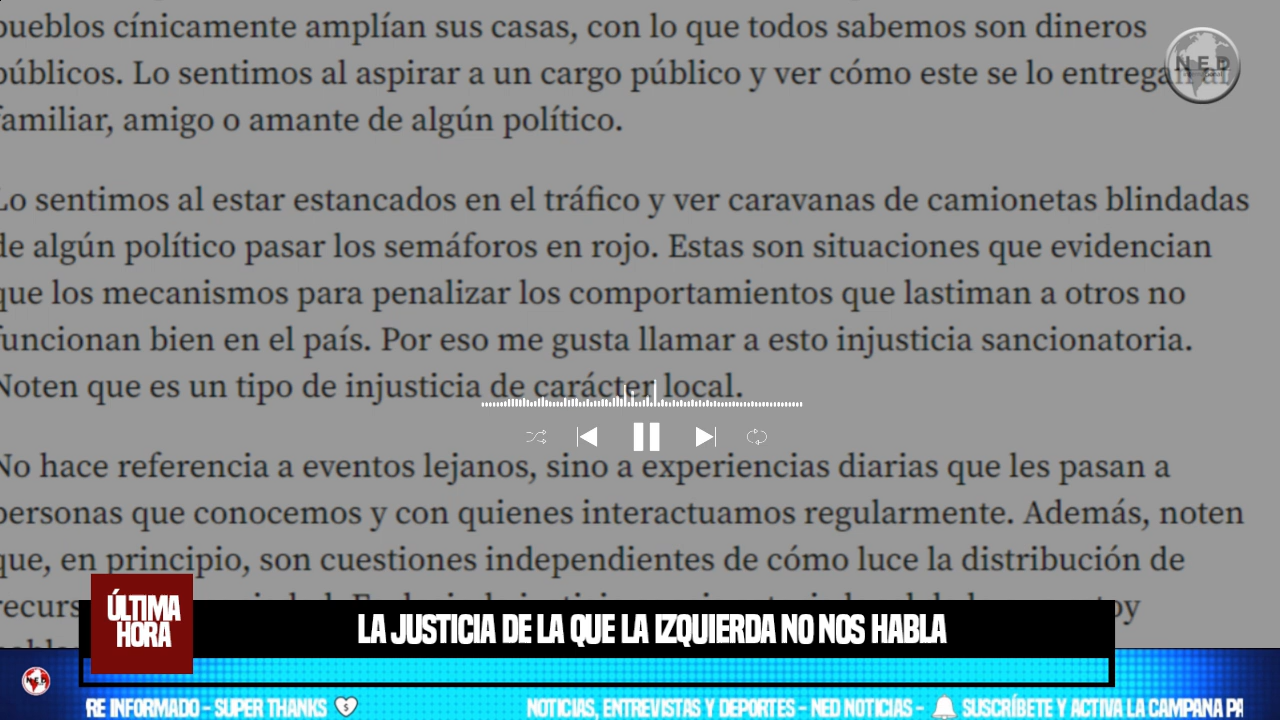 pueblos cínicamente amplían sus casas, con lo que todos sabemos son dineros
públicos. Lo sentimos al aspirar a un cargo público y ver cómo este se lo entregan al
familiar, amigo o amante de algún político.
Lo sentimos al estar estancados en el tráfico y ver caravanas de camionetas blindadas
de algún político pasar los semáforos en rojo. Estas son situaciones que evidencian
que los mecanismos para penalizar los comportamientos que lastiman a otros no
funcionan bien en el país. Por eso me gusta llamar a esto injusticia sancionatoria.
Noten que es un tipo de injusticia de carácter local.
No hace referencia a eventos lejanos, sino a experiencias diarias que les pasan a
personas que conocemos y con quienes interactuamos regularmente. Además, noten
que, en principio, son cuestiones independientes de cómo luce la distribución de
NED
ÚLTIMA
HORA
LA JUSTICIA DE LA QUE LA IZQUIERDA NO NOS HABLA
NED
RE INFORMADO - SUPER THANKS
NOTICIAS, ENTREVISTAS Y DEPORTES - NED NOTICIAS -
SUSCRÍBETE Y ACTIVA LA CAMPANA PA